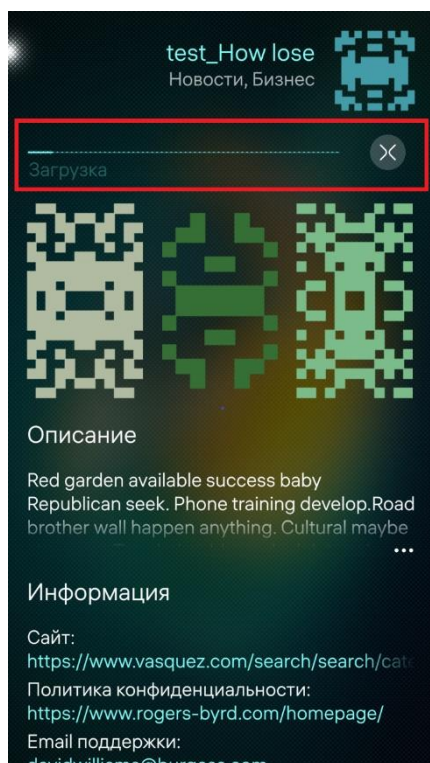 test_How lose
Новости, Бизнес
Загрузка
Описание
Red garden available success baby
Republican seek. Phone training develop.Road
brother wall happen anything. Cultural maybe
...
Информация
Сайт:
https://www.vasquez.com/search/search/cate
Политика конфиденциальности:
https://www.rogers-byrd.com/homepage/
Email поддержки: